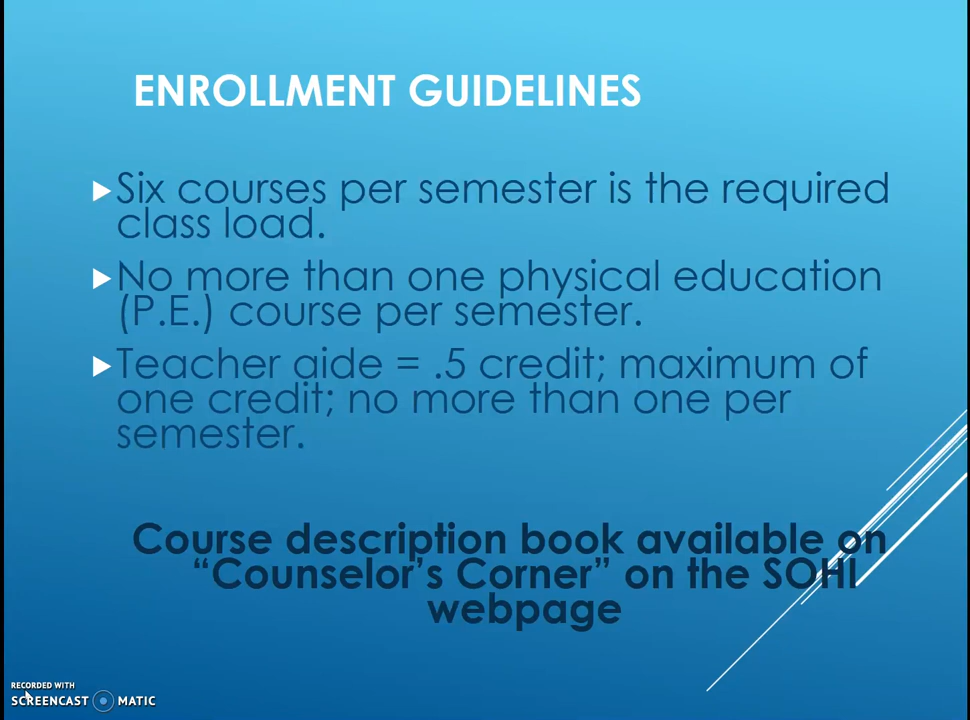 ENROLLMENT GUIDELINES
Six courses per semester is the required
class load.
No more than one physical education
(P.E.) course per semester.
Teacher aide = .5 credit; maximum of
one credit; no more than one per
semester.
Course description book available on
“Counselor’s Corner” on the SOHI
webpage
RECORDED WITH
SCREENCAST MATIC